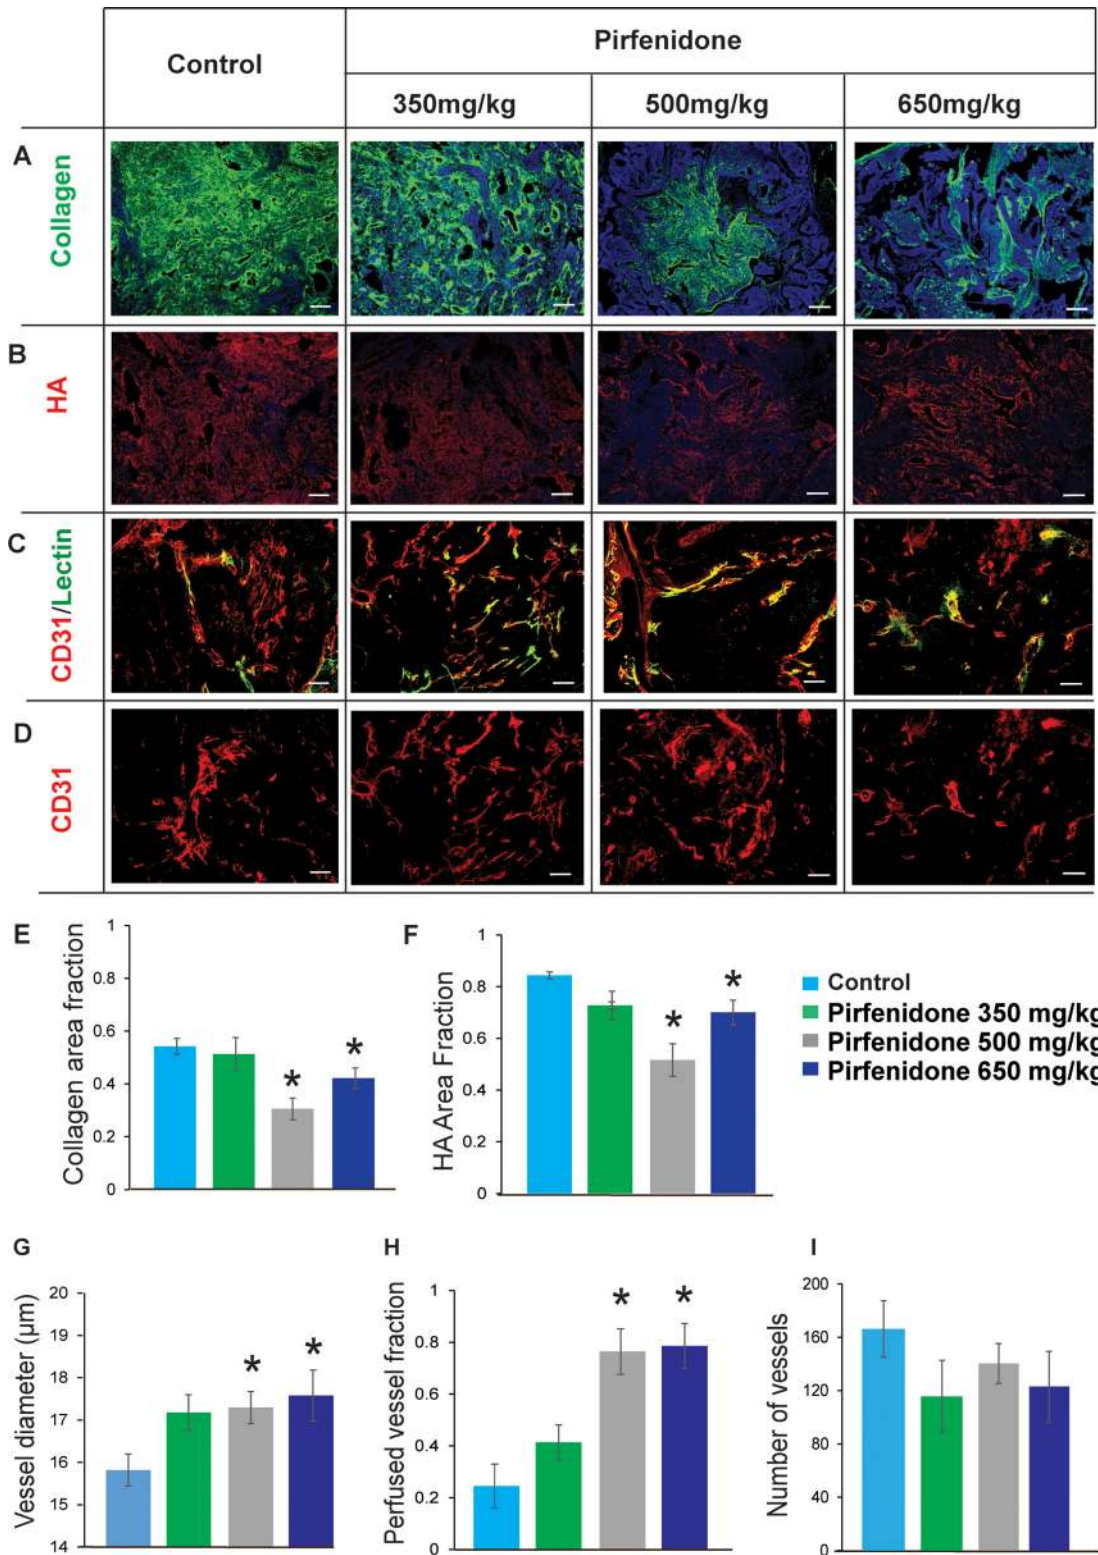 Control
Pirfenidone
350mg/kg
500mg/kg
650mg/kg
A
Collagen
B
HA
C
CD31/Lectin
D
CD31
E
Collagen area fraction
1
0.8
0.6
0.4
0.2
0
*
*
F
HA Area Fraction
1
0.8
0.6
0.4
0.2
0
*
*
Control
Pirfenidone 350 mg/kg
Pirfenidone 500 mg/kg
Pirfenidone 650 mg/kg
G
Vessel diameter (µm)
20
19
18
17
16
15
14
*
*
H
Perfused vessel fraction
1
0.8
0.6
0.4
0.2
0
*
*
I
Number of vessels
200
160
120
80
40
0